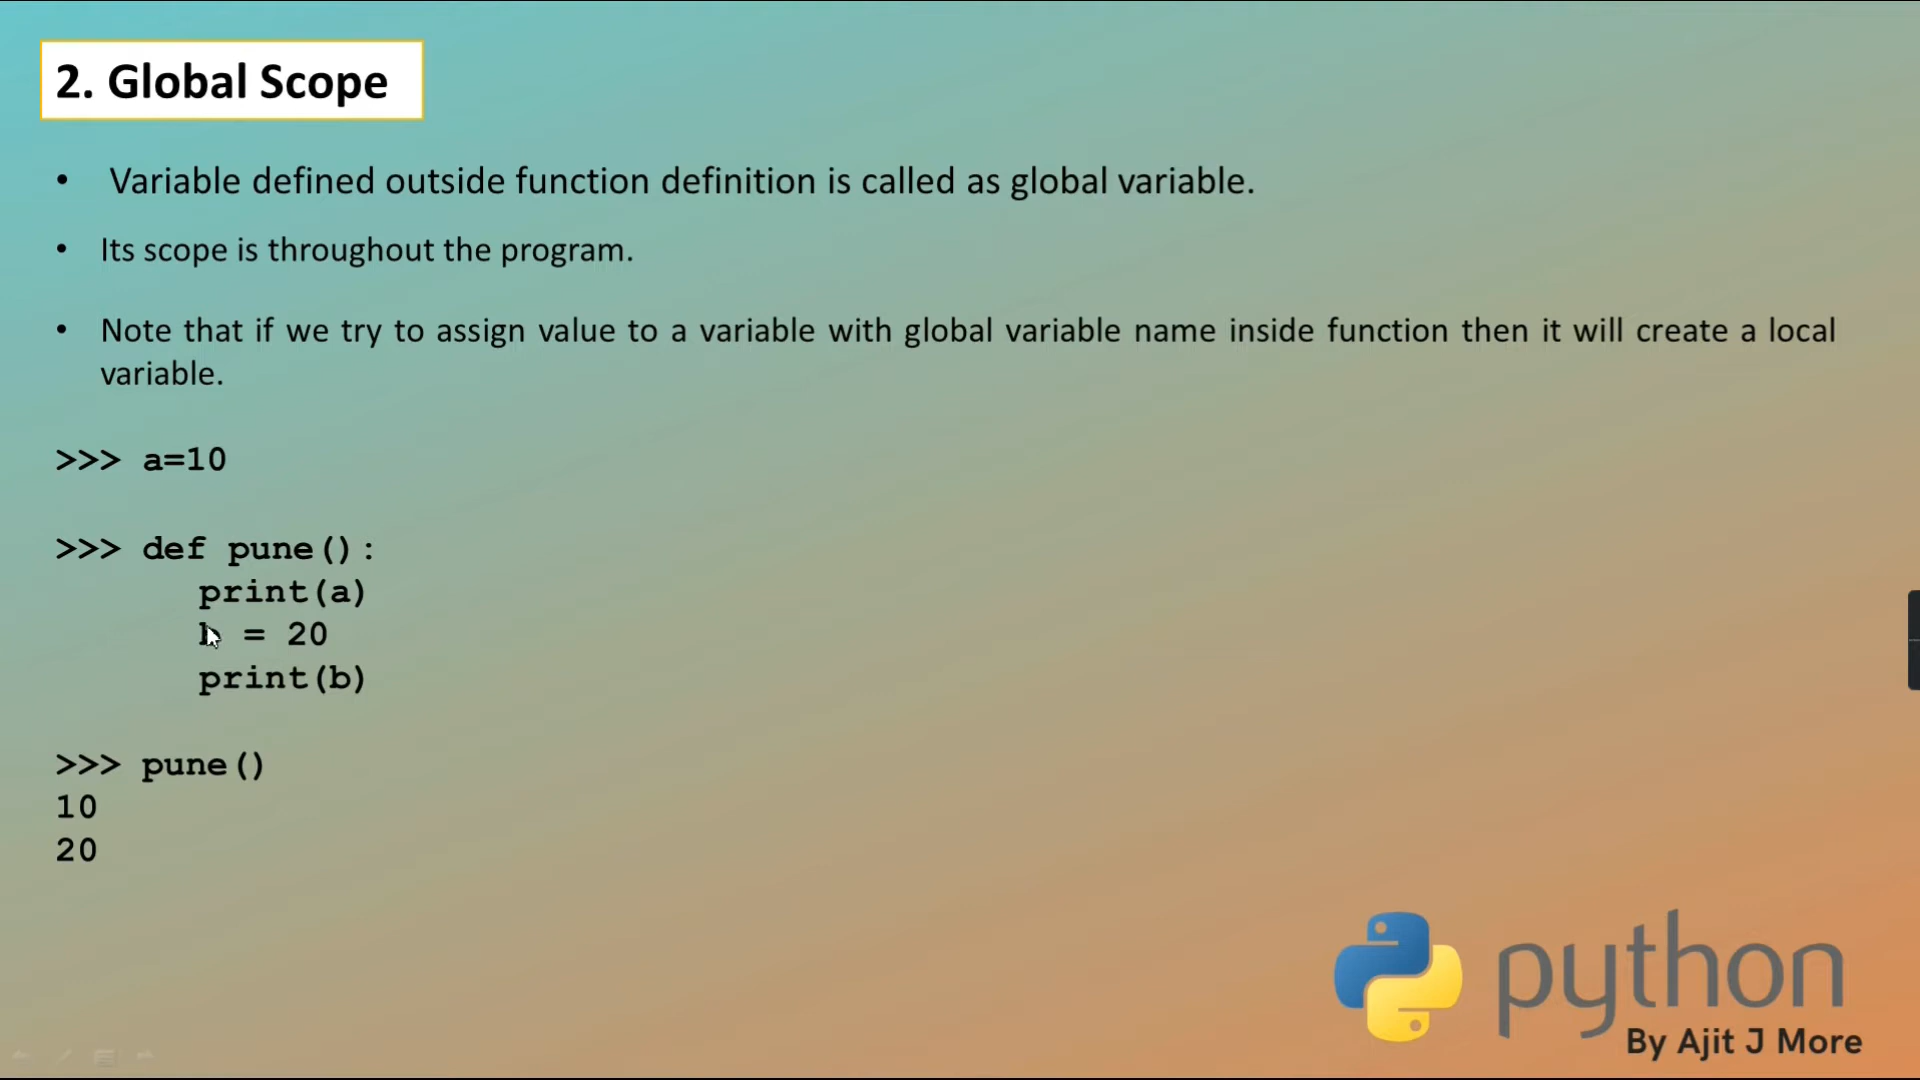 2. Global Scope
• Variable defined outside function definition is called as global variable.
• Its scope is throughout the program.
• Note that if we try to assign value to a variable with global variable name inside function then it will create a local
variable.
>>> a=10
>>> def pune():
print(a)
b = 20
print(b)
>>> pune()
10
20
python
By Ajit J More